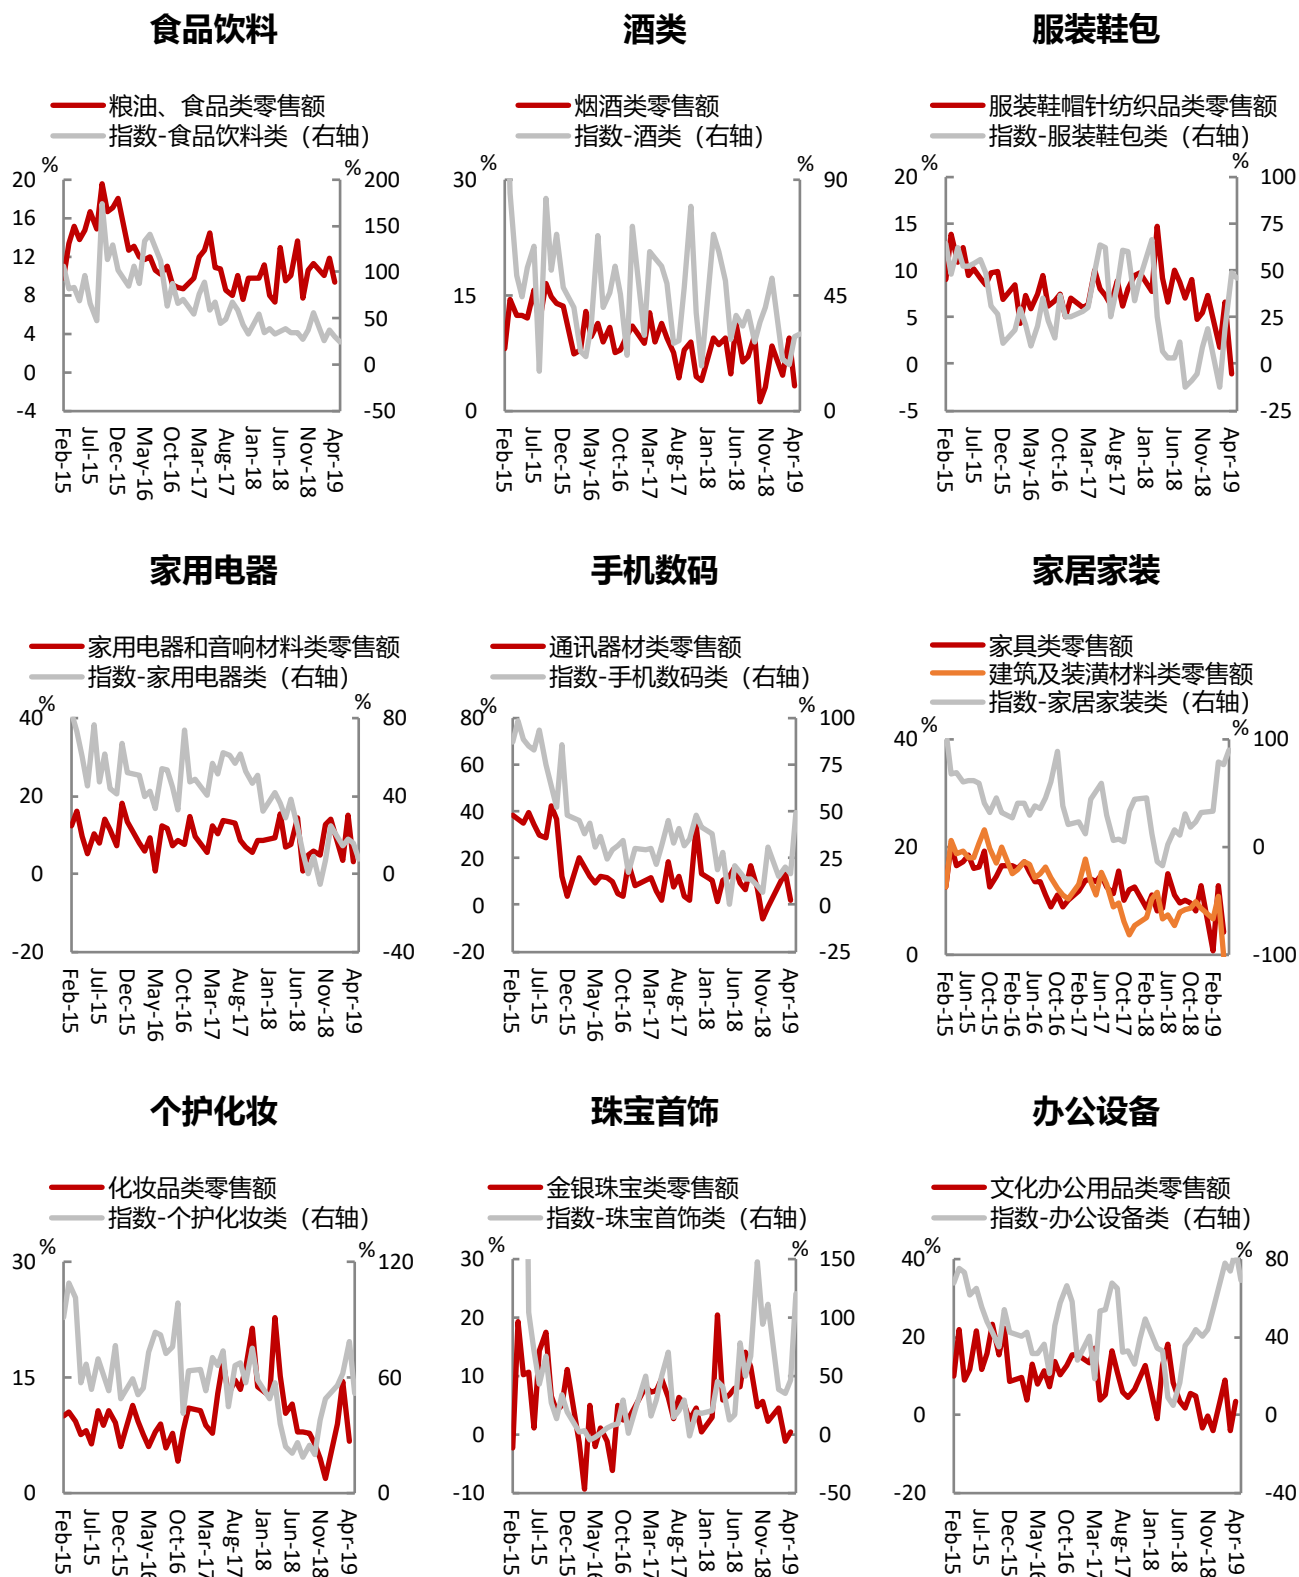 食品饮料
粮油、食品类零售额
指数-食品饮料类（右轴）
%
%
20
16
12
8
4
0
-4
200
150
100
50
0
-50
Feb-15
Jul-15
Dec-15
May-16
Oct-16
Mar-17
Aug-17
Jan-18
Jun-18
Nov-18
Apr-19
酒类
烟酒类零售额
指数-酒类（右轴）
%
%
30
15
0
90
45
0
Feb-15
Jul-15
Dec-15
May-16
Oct-16
Mar-17
Aug-17
Jan-18
Jun-18
Nov-18
Apr-19
服装鞋包
服装鞋帽针纺织品类零售额
指数-服装鞋包类（右轴）
%
%
20
15
10
5
0
-5
100
75
50
25
0
-25
Feb-15
Jul-15
Dec-15
May-16
Oct-16
Mar-17
Aug-17
Jan-18
Jun-18
Nov-18
Apr-19
家用电器
家用电器和音响材料类零售额
指数-家用电器类（右轴）
%
%
40
20
0
-20
80
40
0
-40
Feb-15
Jul-15
Dec-15
May-16
Oct-16
Mar-17
Aug-17
Jan-18
Jun-18
Nov-18
Apr-19
手机数码
通讯器材类零售额
指数-手机数码类（右轴）
%
%
80
60
40
20
0
-20
100
75
50
25
0
-25
Feb-15
Jul-15
Dec-15
May-16
Oct-16
Mar-17
Aug-17
Jan-18
Jun-18
Nov-18
Apr-19
家居家装
家具类零售额
建筑及装潢材料类零售额
指数-家居家装类（右轴）
%
%
40
20
0
100
0
-100
Feb-15
Jun-15
Oct-15
Feb-16
Jun-16
Oct-16
Feb-17
Jun-17
Oct-17
Feb-18
Jun-18
Oct-18
Feb-19
个护化妆
化妆品类零售额
指数-个护化妆类（右轴）
%
%
30
15
0
120
60
0
Feb-15
Jul-15
Dec-15
May-16
Oct-16
Mar-17
Aug-17
Jan-18
Jun-18
Nov-18
Apr-19
珠宝首饰
金银珠宝类零售额
指数-珠宝首饰类（右轴）
%
%
30
20
10
0
-10
150
100
50
0
-50
Feb-15
Jul-15
Dec-15
May-16
Oct-16
Mar-17
Aug-17
Jan-18
Jun-18
Nov-18
Apr-19
办公设备
文化办公用品类零售额
指数-办公设备类（右轴）
%
%
40
20
0
-20
80
40
0
-40
Feb-15
Jul-15
Dec-15
May-16
Oct-16
Mar-17
Aug-17
Jan-18
Jun-18
Nov-18
Apr-19